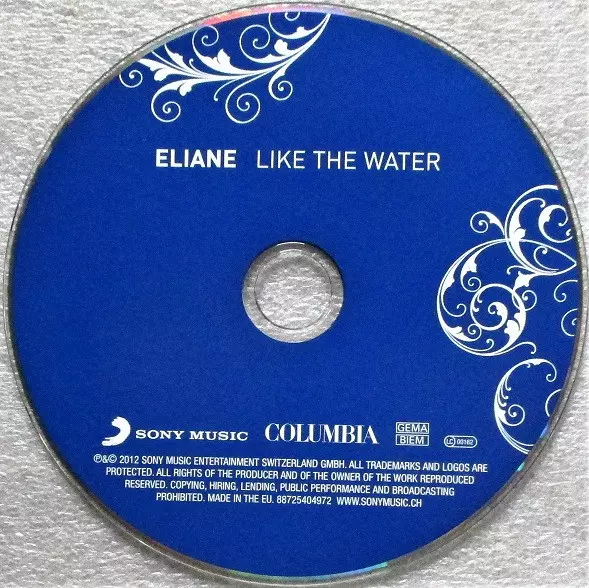 ELIANE LIKE THE WATER
SONY MUSIC COLUMBIA GEMA BIEM LC 00162
℗&© 2012 SONY MUSIC ENTERTAINMENT SWITZERLAND GMBH. ALL TRADEMARKS AND LOGOS ARE
PROTECTED. ALL RIGHTS OF THE PRODUCER AND OF THE OWNER OF THE WORK REPRODUCED
RESERVED. COPYING, HIRING, LENDING, PUBLIC PERFORMANCE AND BROADCASTING
PROHIBITED. MADE IN THE EU. 88725404972 WWW.SONYMUSIC.CH